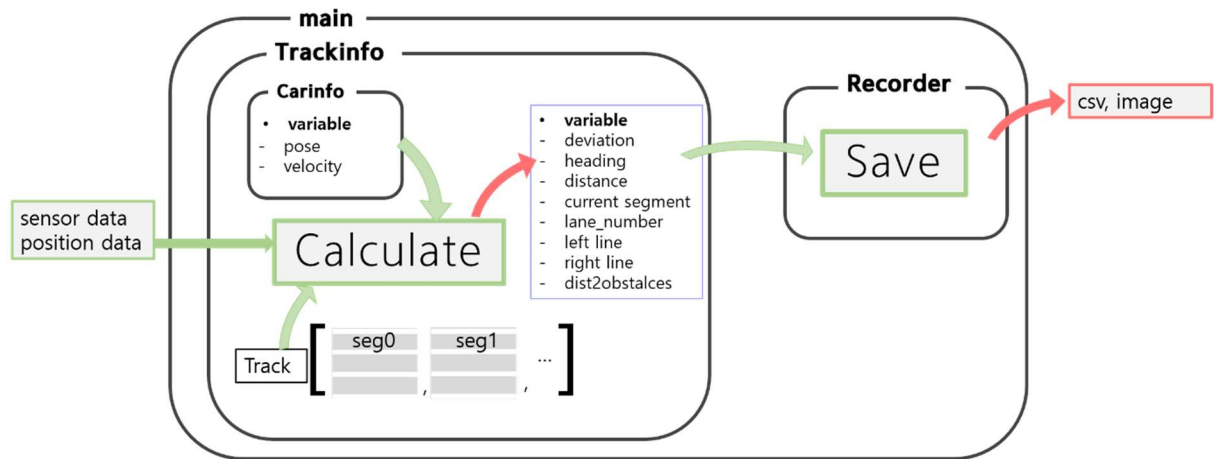 main
Trackinfo
Carinfo
• variable
- pose
- velocity
• variable
- deviation
- heading
- distance
- current segment
- lane_number
- left line
- right line
- dist2obstalces
Recorder
Save
csv, image
sensor data
position data
Calculate
Track
[ seg0 , seg1 , ... ]